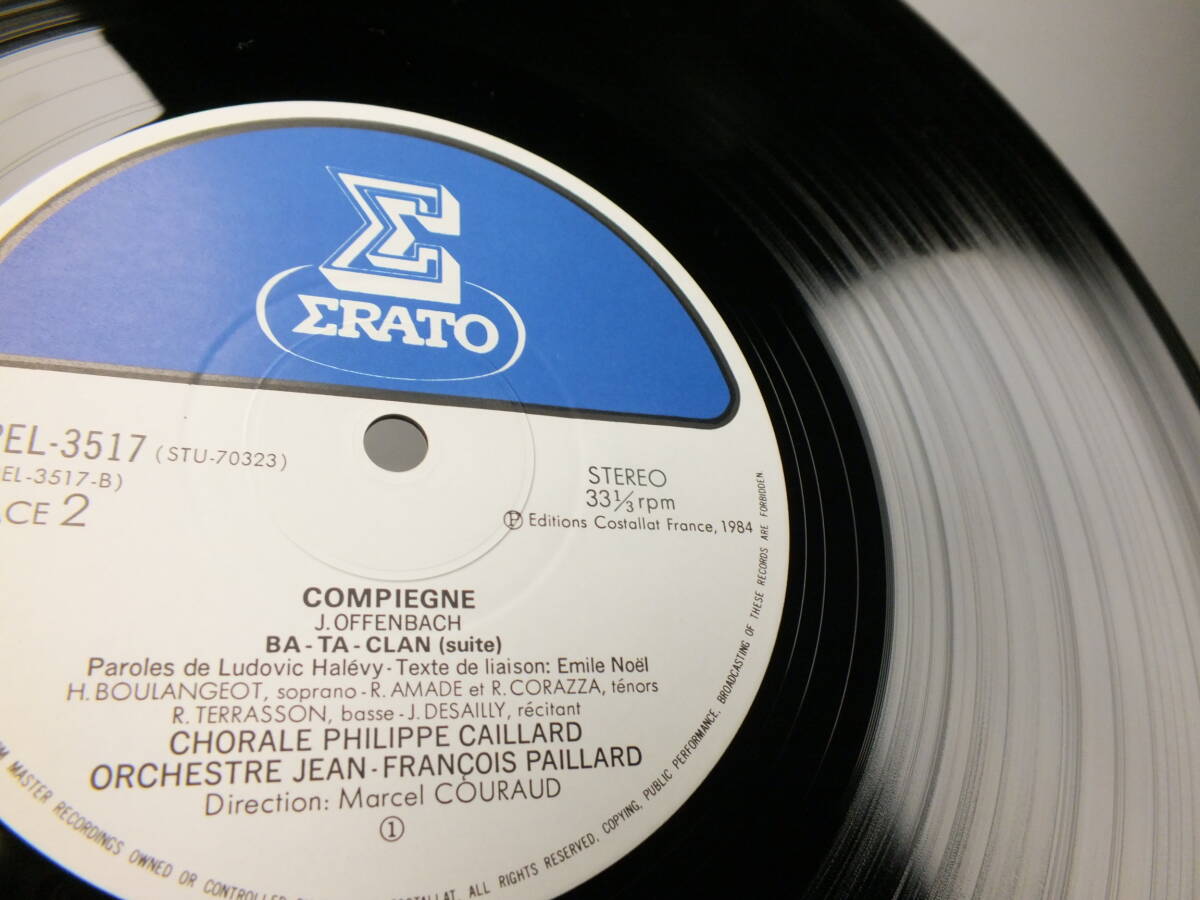 ΣRATO
EL-3517 (STU-70323)
EL-3517-B)
CE 2
STEREO
33⅓ rpm
Ⓟ Editions Costallat France, 1984
COMPIEGNE
J. OFFENBACH
BA-TA-CLAN (suite)
Paroles de Ludovic Halévy - Texte de liaison: Emile Noël
H. BOULANGEOT, soprano - R. AMADE et R. CORAZZA, ténors
R. TERRASSON, basse - J. DESAILLY, récitant
CHORALE PHILIPPE CAILLARD
ORCHESTRE JEAN-FRANÇOIS PAILLARD
Direction: Marcel COURAUD
①
MASTER RECORDINGS OWNED OR CONTROLLED ALL RIGHTS RESERVED. COPYING, PUBLIC PERFORMANCE, BROADCASTING OF THESE RECORDS ARE FORBIDDEN